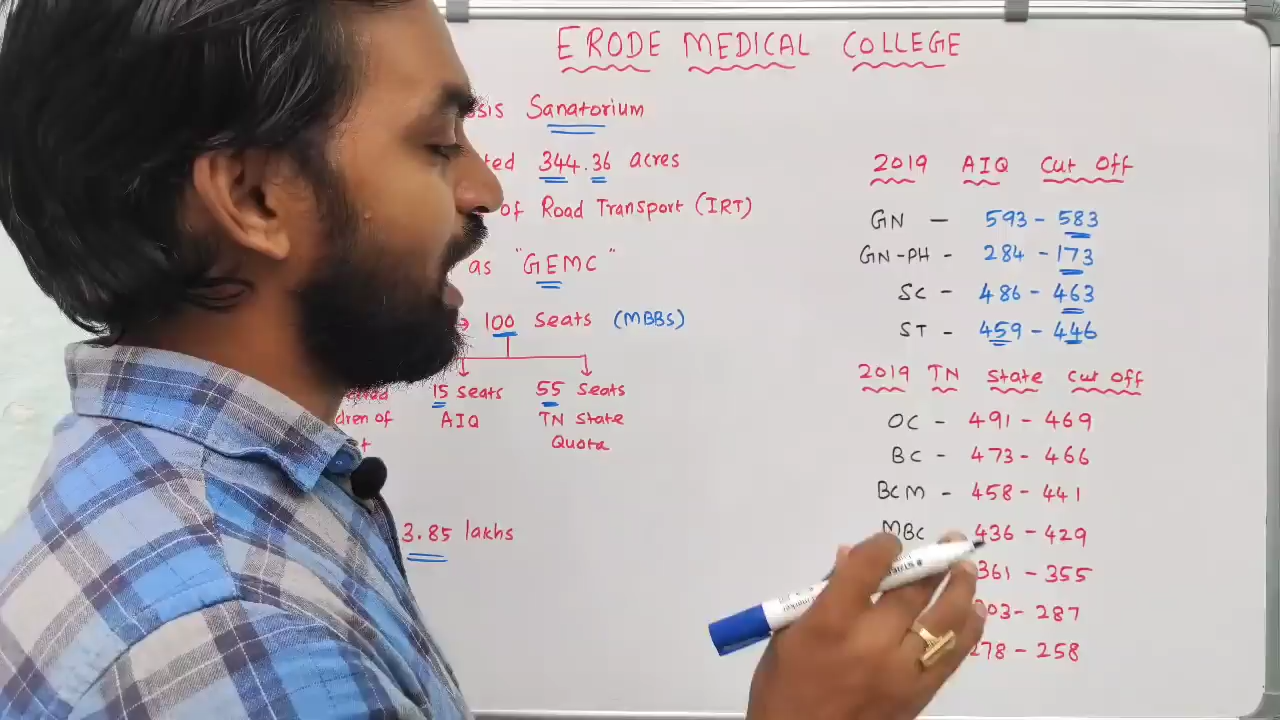 ERODE MEDICAL COLLEGE
Sanatorium
344.36 acres
of Road Transport (IRT)
as "GEMC"
100 Seats (MBBS)
15 Seats
AIQ
55 Seats
TN State
Quota
3.85 lakhs
2019 AIQ Cut Off
GN - 593 - 583
GN-PH - 284 - 173
SC - 486 - 463
ST - 459 - 446
2019 TN State Cut Off
OC - 491 - 469
BC - 473 - 466
BCM - 458 - 441
MBC 436 - 429
361 - 355
- 287
278 - 258